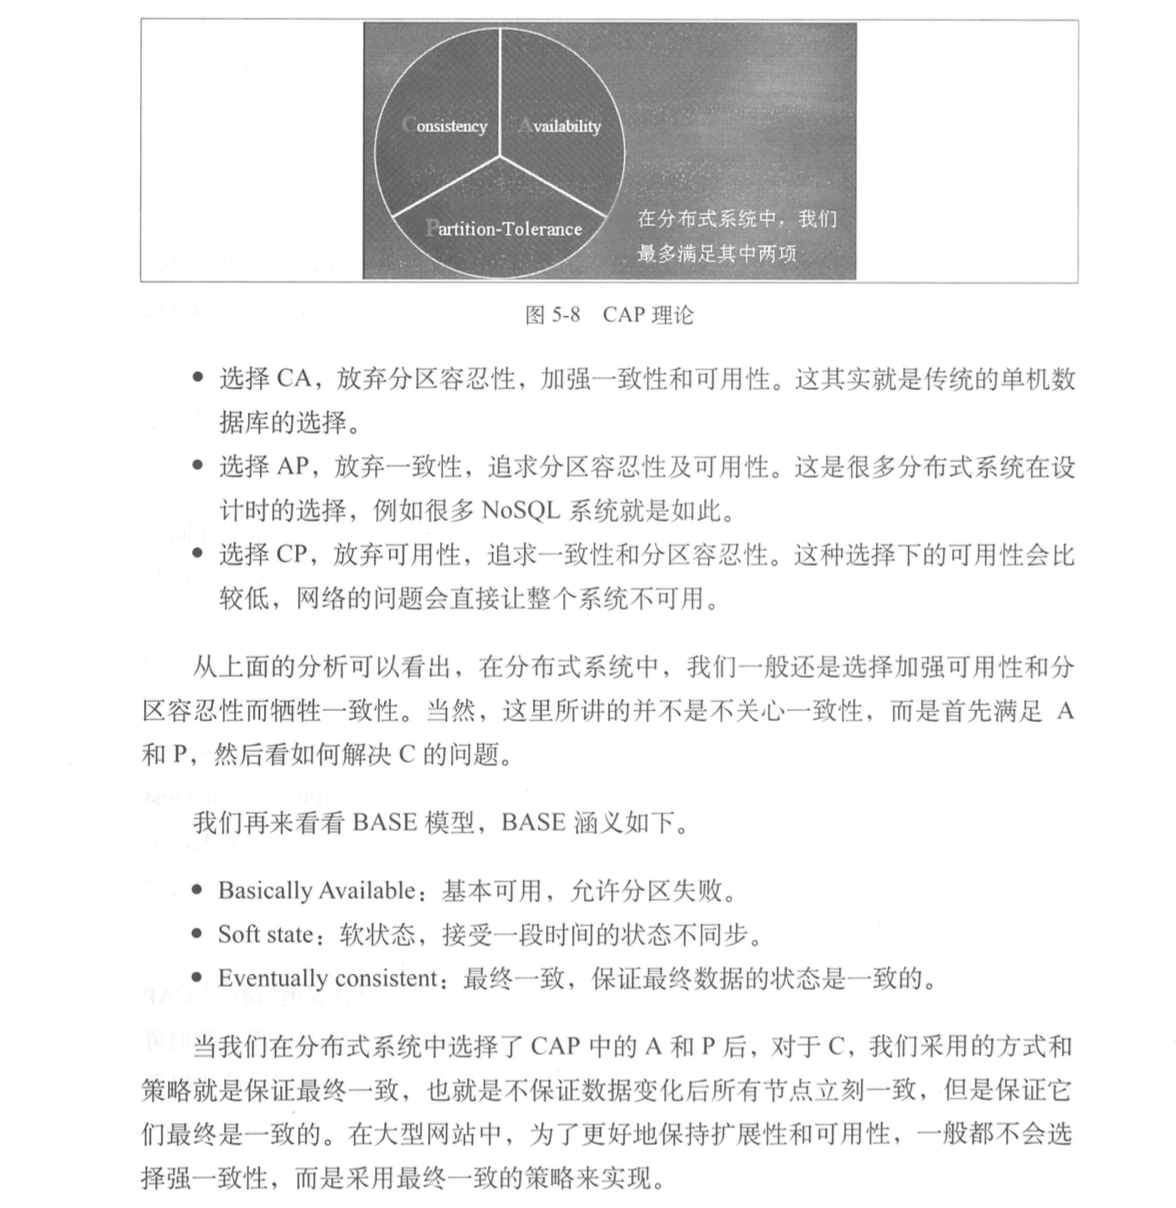 Consistency
Availability
Partition-Tolerance
在分布式系统中，我们
最多满足其中两项
图 5-8 CAP 理论
• 选择 CA，放弃分区容忍性，加强一致性和可用性。这其实就是传统的单机数
据库的选择。
• 选择 AP，放弃一致性，追求分区容忍性及可用性。这是很多分布式系统在设
计时的选择，例如很多 NoSQL 系统就是如此。
• 选择 CP，放弃可用性，追求一致性和分区容忍性。这种选择下的可用性会比
较低，网络的问题会直接让整个系统不可用。
从上面的分析可以看出，在分布式系统中，我们一般还是选择加强可用性和分
区容忍性而牺牲一致性。当然，这里所讲的并不是不关心一致性，而是首先满足 A
和 P，然后看如何解决 C 的问题。
我们再来看看 BASE 模型，BASE 涵义如下。
• Basically Available：基本可用，允许分区失败。
• Soft state：软状态，接受一段时间的状态不同步。
• Eventually consistent：最终一致，保证最终数据的状态是一致的。
当我们在分布式系统中选择了 CAP 中的 A 和 P 后，对于 C，我们采用的方式和
策略就是保证最终一致，也就是不保证数据变化后所有节点立刻一致，但是保证它
们最终是一致的。在大型网站中，为了更好地保持扩展性和可用性，一般都不会选
择强一致性，而是采用最终一致的策略来实现。